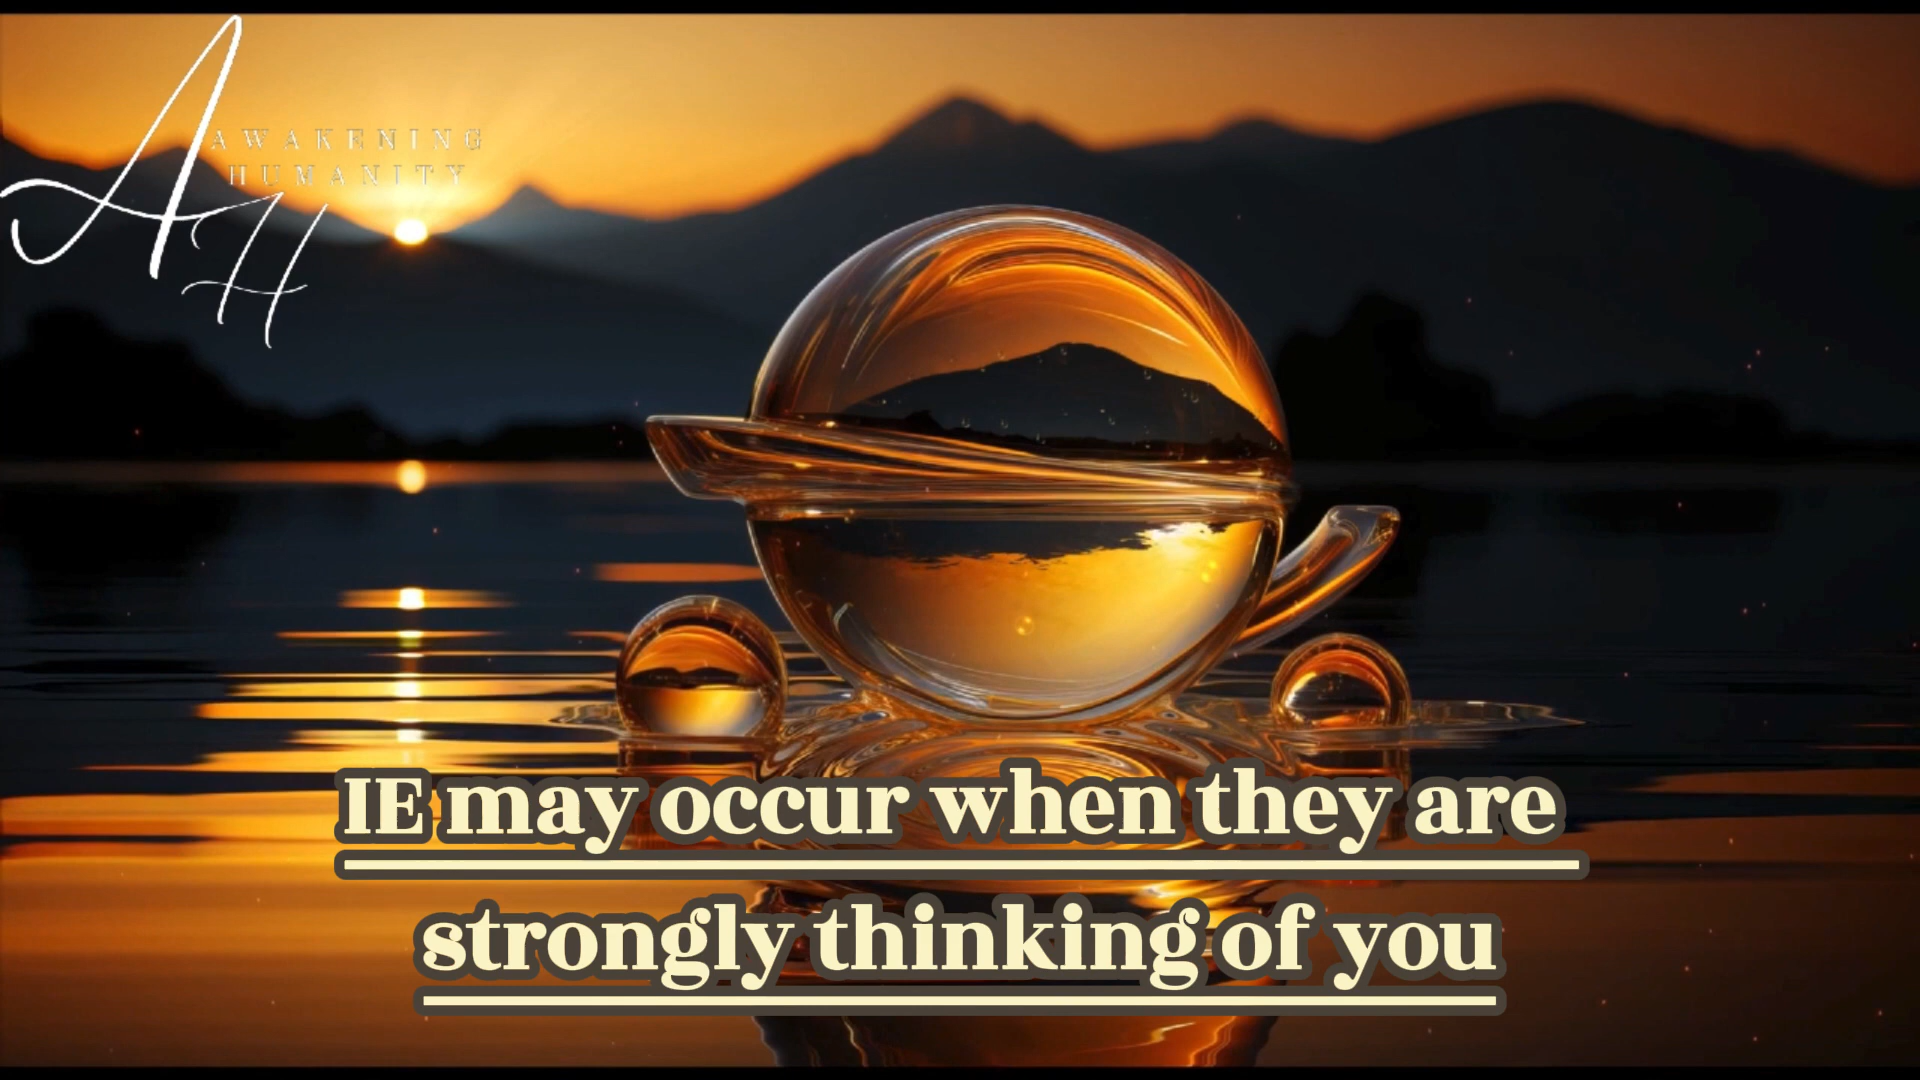 AWAKENING
HUMANITY
AH
IE may occur when they are
strongly thinking of you